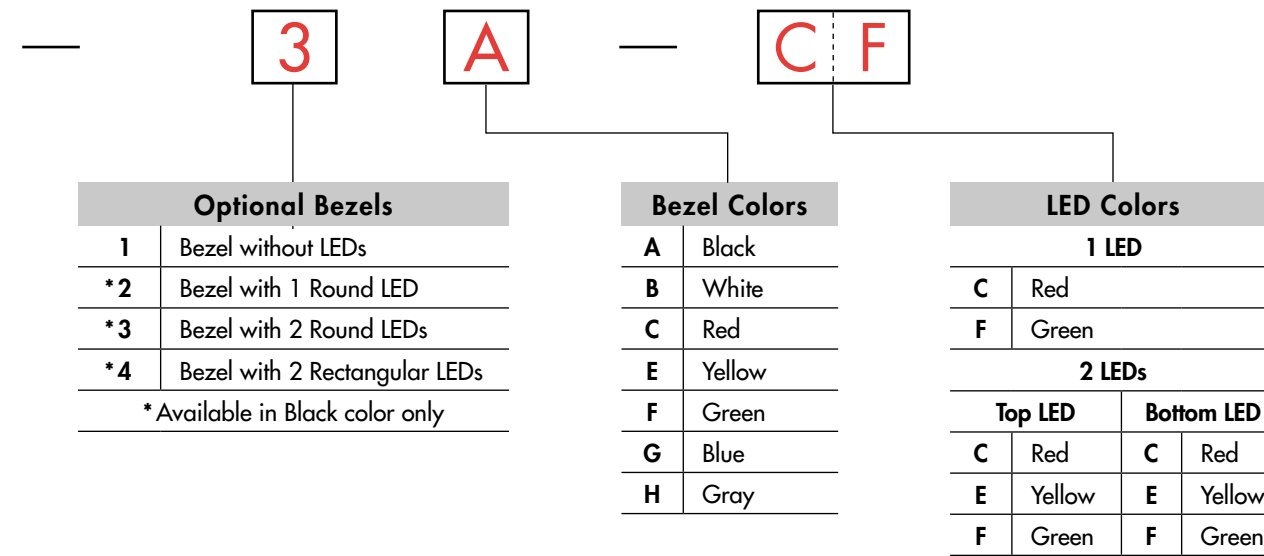 — 3 A — C F
Optional Bezels
1 Bezel without LEDs
*2 Bezel with 1 Round LED
*3 Bezel with 2 Round LEDs
*4 Bezel with 2 Rectangular LEDs
*Available in Black color only
Bezel Colors
A Black
B White
C Red
E Yellow
F Green
G Blue
H Gray
LED Colors
1 LED
C Red
F Green
2 LEDs
Top LED Bottom LED
C Red C Red
E Yellow E Yellow
F Green F Green